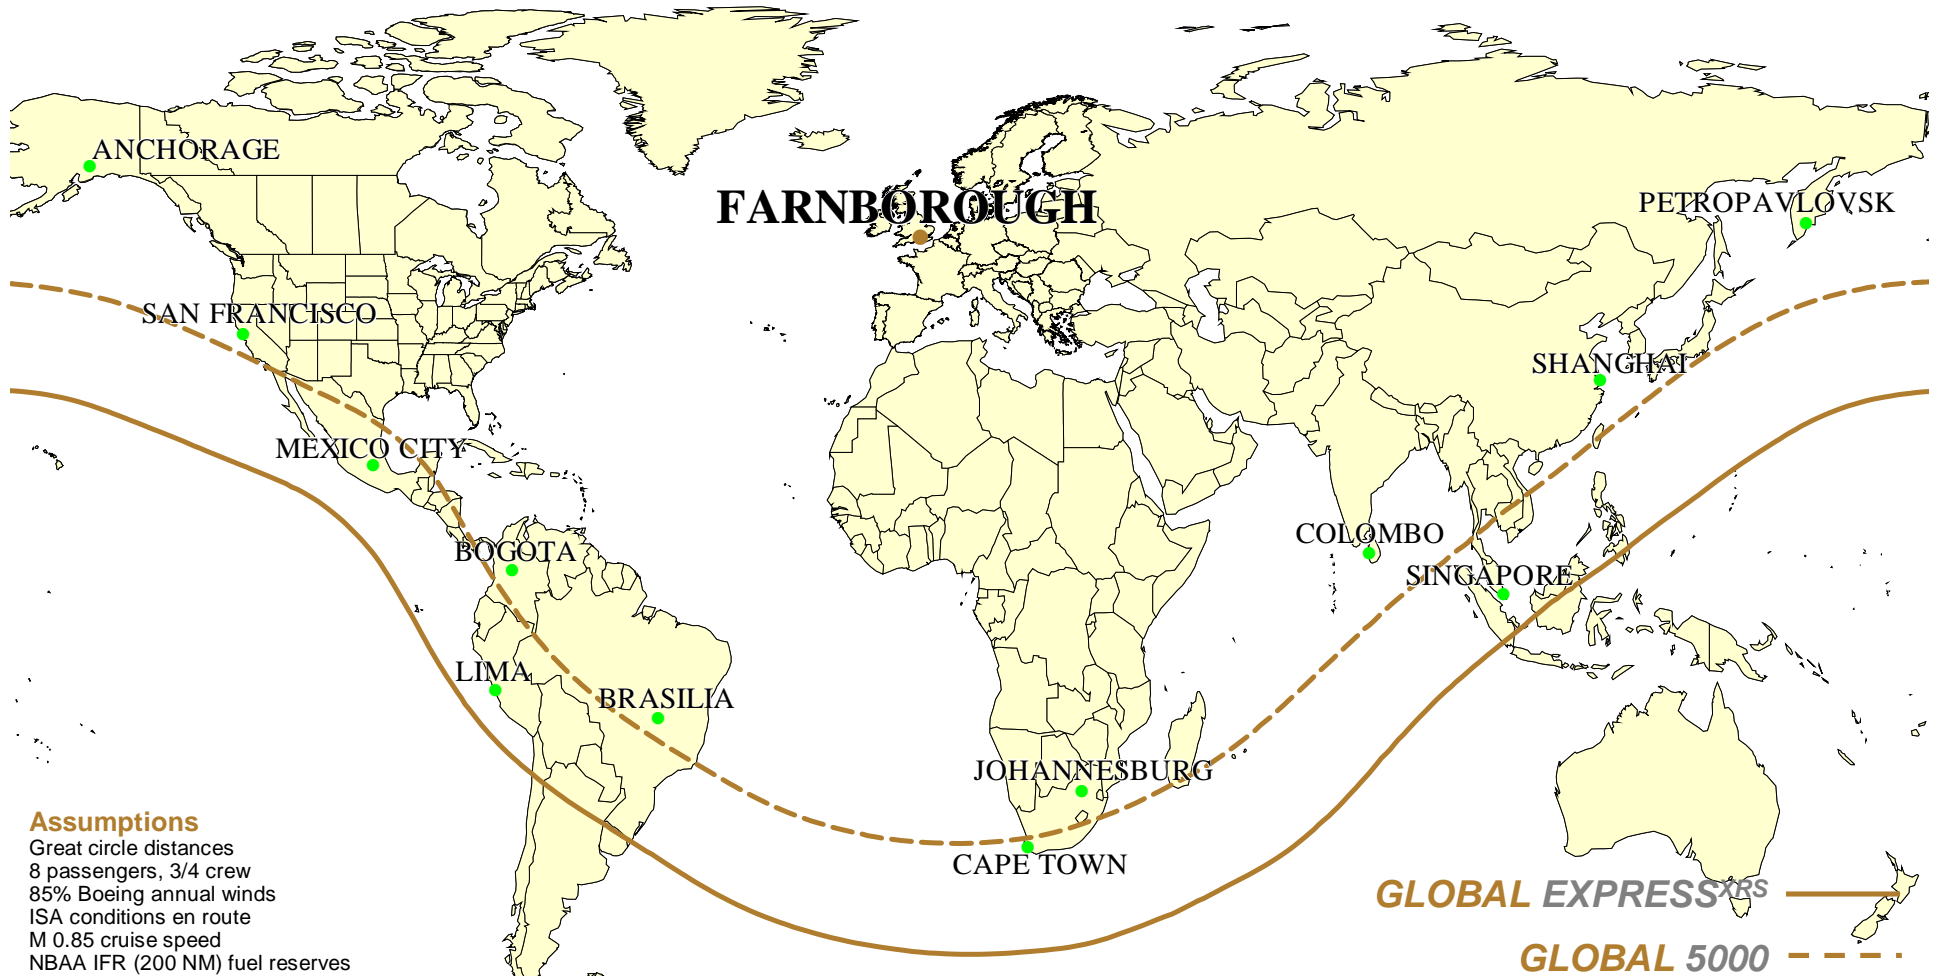 ANCHORAGE
FARNBOROUGH
PETROPAVLOVSK
SAN FRANCISCO
SHANGHAI
MEXICO CITY
COLOMBO
BOGOTA
SINGAPORE
LIMA
BRASILIA
JOHANNESBURG
CAPE TOWN
Assumptions
Great circle distances
8 passengers, 3/4 crew
85% Boeing annual winds
ISA conditions en route
M 0.85 cruise speed
NBAA IFR (200 NM) fuel reserves
GLOBAL EXPRESS XRS
GLOBAL 5000